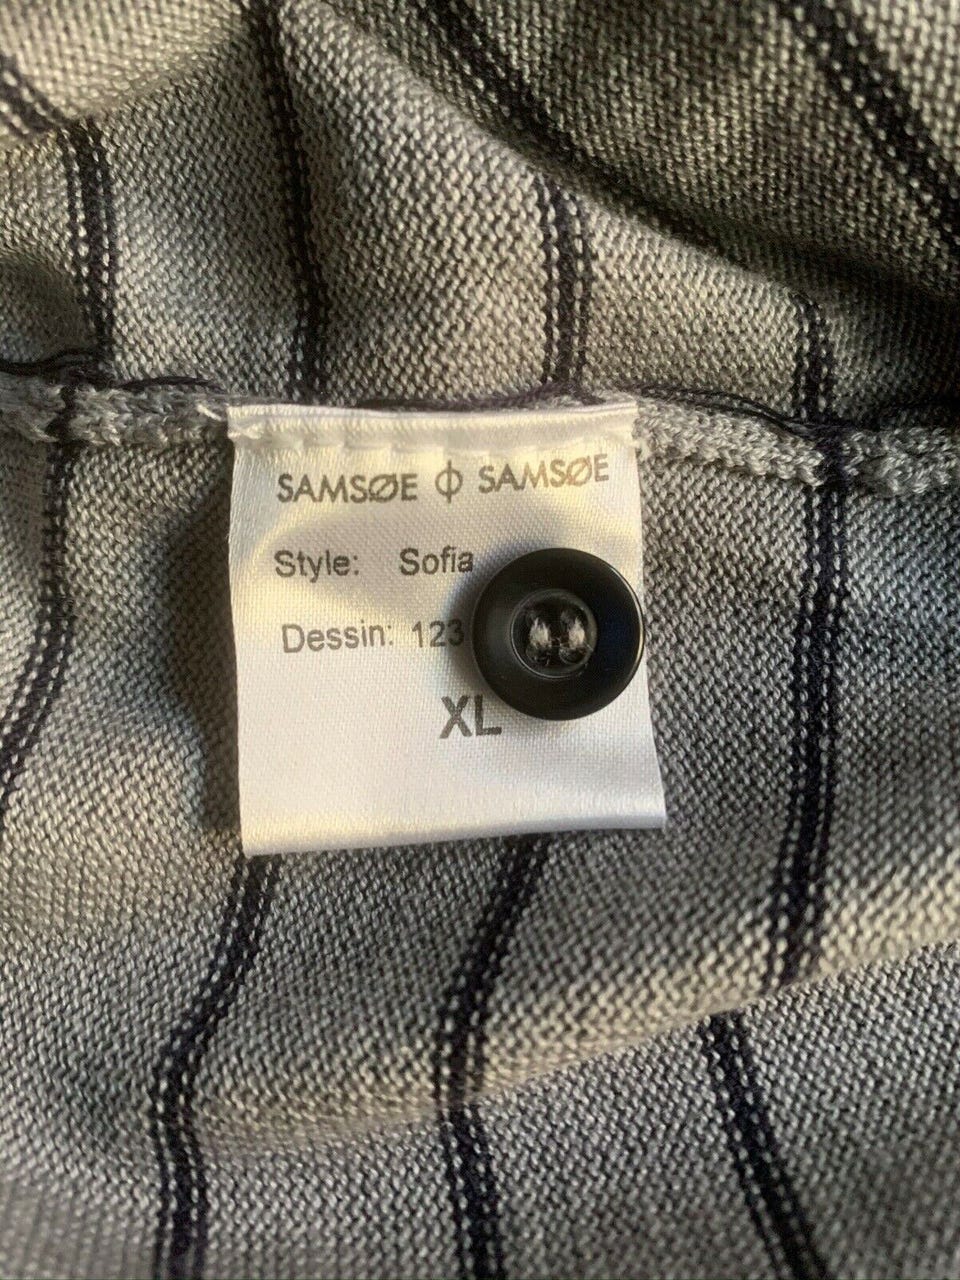 SAMSØE ϕ SAMSØE
Style: Sofia
Dessin: 123
XL